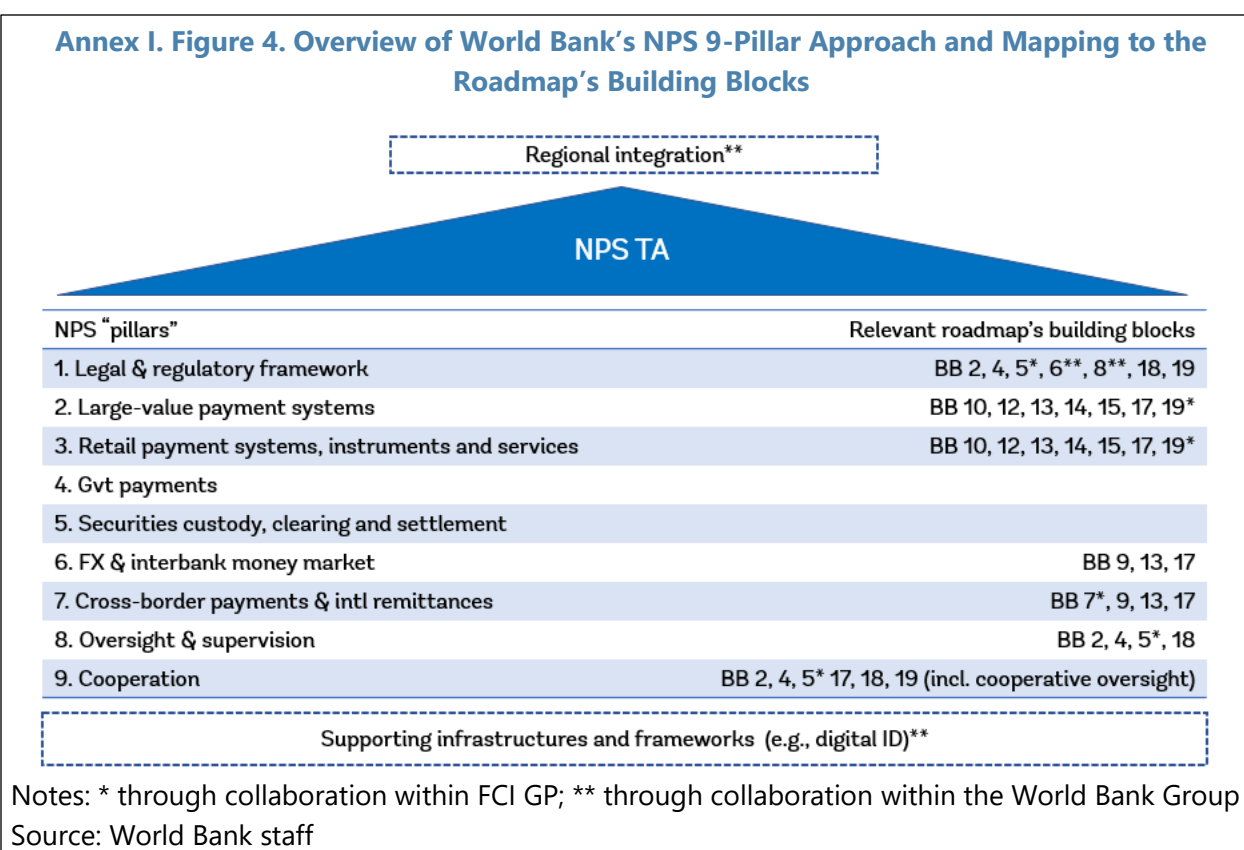 Annex I. Figure 4. Overview of World Bank’s NPS 9-Pillar Approach and Mapping to the
Roadmap’s Building Blocks
Regional integration**
NPS TA
NPS “pillars” Relevant roadmap’s building blocks
1. Legal & regulatory framework BB 2, 4, 5*, 6**, 8**, 18, 19
2. Large-value payment systems BB 10, 12, 13, 14, 15, 17, 19*
3. Retail payment systems, instruments and services BB 10, 12, 13, 14, 15, 17, 19*
4. Gvt payments
5. Securities custody, clearing and settlement
6. FX & interbank money market BB 9, 13, 17
7. Cross-border payments & intl remittances BB 7*, 9, 13, 17
8. Oversight & supervision BB 2, 4, 5*, 18
9. Cooperation BB 2, 4, 5* 17, 18, 19 (incl. cooperative oversight)
Supporting infrastructures and frameworks (e.g., digital ID)**
Notes: * through collaboration within FCI GP; ** through collaboration within the World Bank Group
Source: World Bank staff